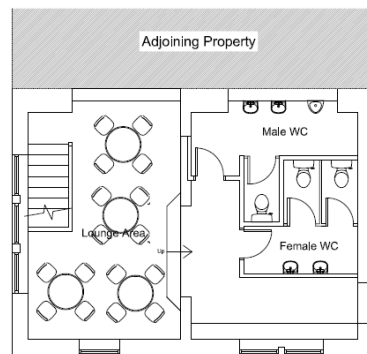 Adjoining Property
Male WC
Lounge Area
Up
Female WC